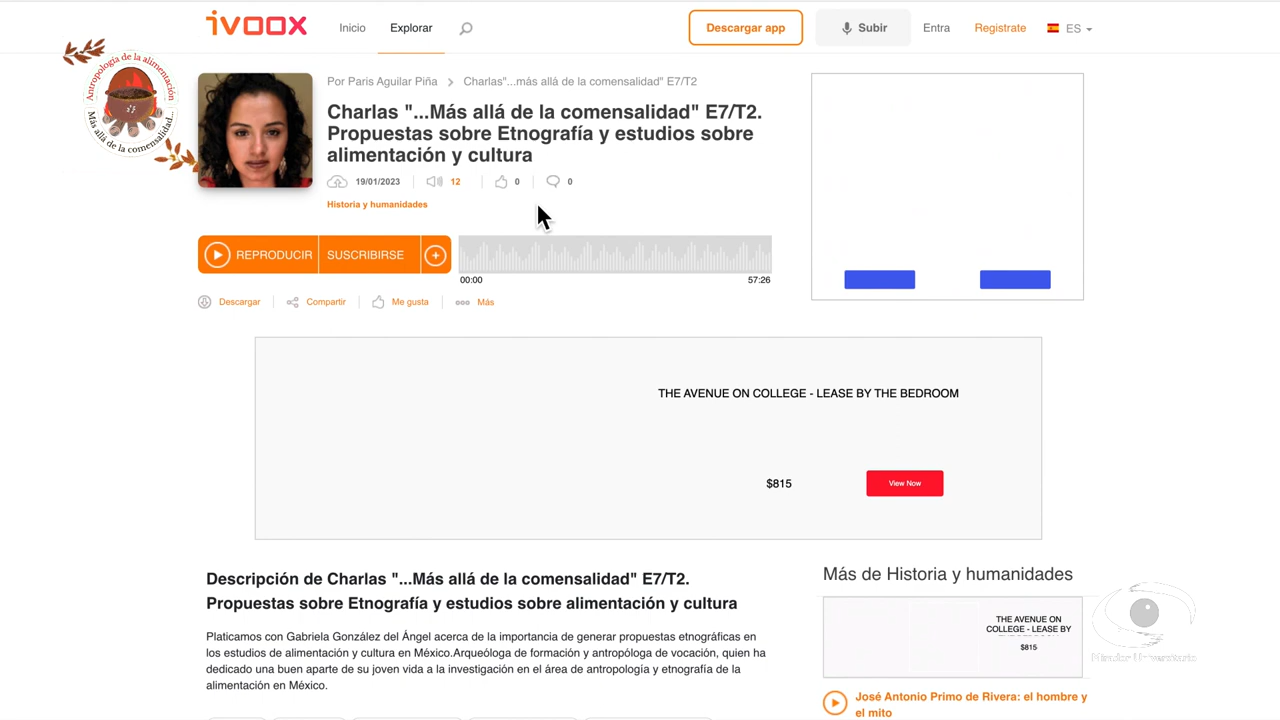 ivoox
Inicio
Explorar
Descargar app
Subir
Entra
Registrate
ES
Antropología de la alimentación
Más allá de la comensalidad...
Por Paris Aguilar Piña
Charlas"...más allá de la comensalidad" E7/T2
Charlas "...Más allá de la comensalidad" E7/T2.
Propuestas sobre Etnografía y estudios sobre
alimentación y cultura
19/01/2023
12
0
0
Historia y humanidades
REPRODUCIR
SUSCRIBIRSE
00:00
57:26
Descargar
Compartir
Me gusta
Más
THE AVENUE ON COLLEGE - LEASE BY THE BEDROOM
$815
View Now
Descripción de Charlas "...Más allá de la comensalidad" E7/T2.
Propuestas sobre Etnografía y estudios sobre alimentación y cultura
Platicamos con Gabriela González del Ángel acerca de la importancia de generar propuestas etnográficas en
los estudios de alimentación y cultura en México.Arqueóloga de formación y antropóloga de vocación, quien ha
dedicado una buen aparte de su joven vida a la investigación en el área de antropología y etnografía de la
alimentación en México.
Más de Historia y humanidades
THE AVENUE ON
COLLEGE - LEASE BY
$815
Mirador Universitario
José Antonio Primo de Rivera: el hombre y
el mito